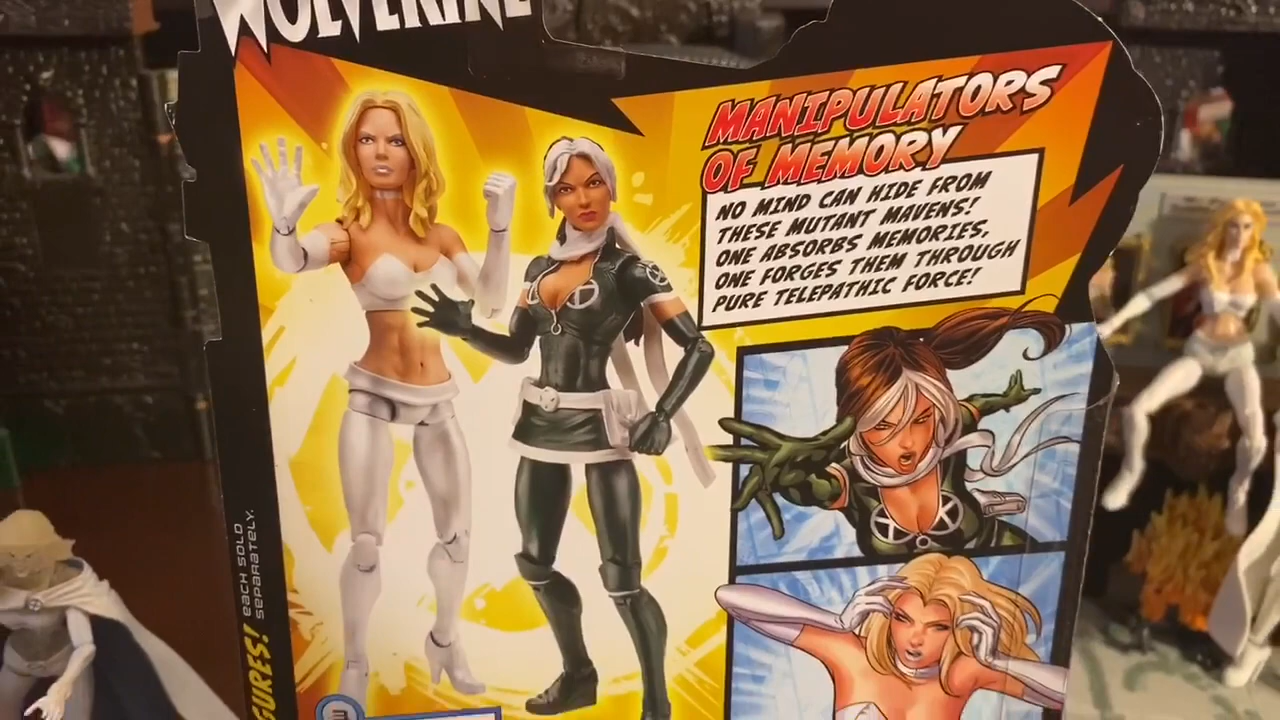 WOLVERINE
MANIPULATORS
OF MEMORY
NO MIND CAN HIDE FROM
THESE MUTANT MAVENS!
ONE ABSORBS MEMORIES,
ONE FORGES THEM THROUGH
PURE TELEPATHIC FORCE!
EACH SOLD
SEPARATELY.